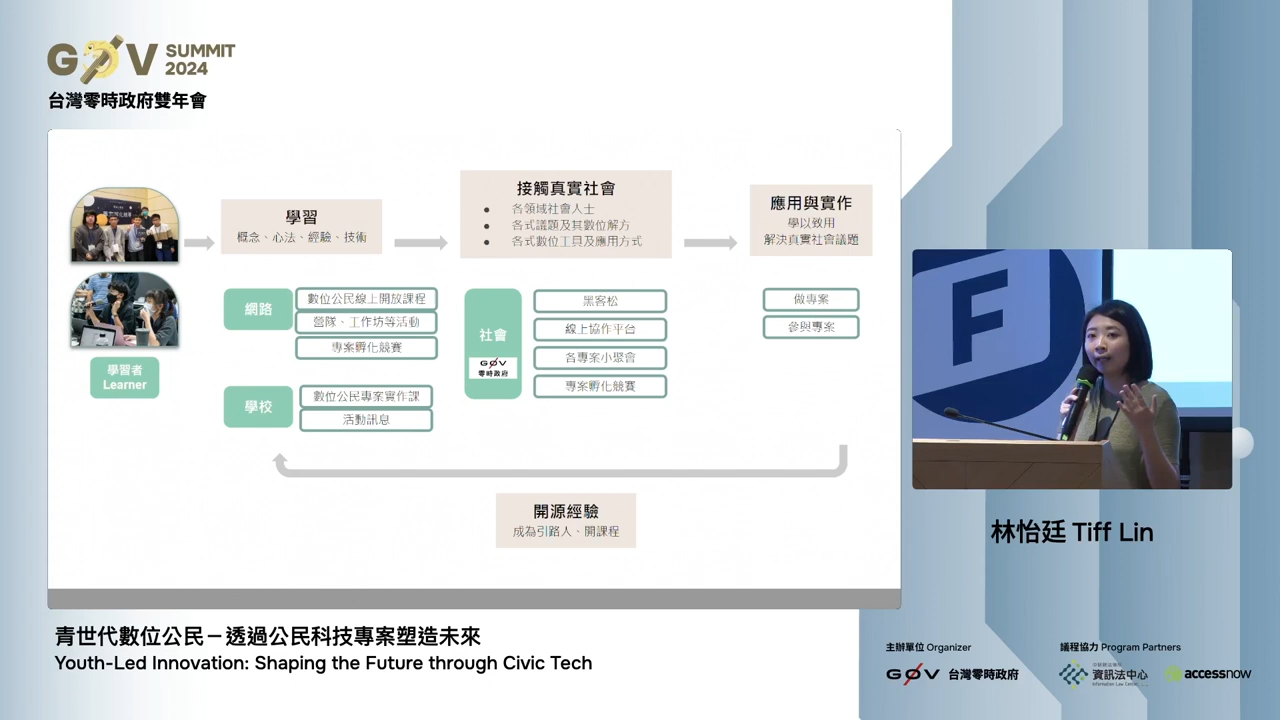 G0V SUMMIT 2024
台灣零時政府雙年會
學習者
Learner
學習
概念、心法、經驗、技術
網路
數位公民線上開放課程
營隊、工作坊等活動
專案孵化競賽
學校
數位公民專案實作課
活動訊息
接觸真實社會
• 各領域社會人士
• 各式議題及其數位解方
• 各式數位工具及應用方式
社會
G0V
零時政府
黑客松
線上協作平台
各專案小聚會
專案孵化競賽
應用與實作
學以致用
解決真實社會議題
做專案
參與專案
開源經驗
成為引路人、開課程
F
林怡廷 Tiff Lin
青世代數位公民－透過公民科技專案塑造未來
Youth-Led Innovation: Shaping the Future through Civic Tech
主辦單位 Organizer
G0V 台灣零時政府
議程協力 Program Partners
資訊法中心
Information Law Center
accessnow